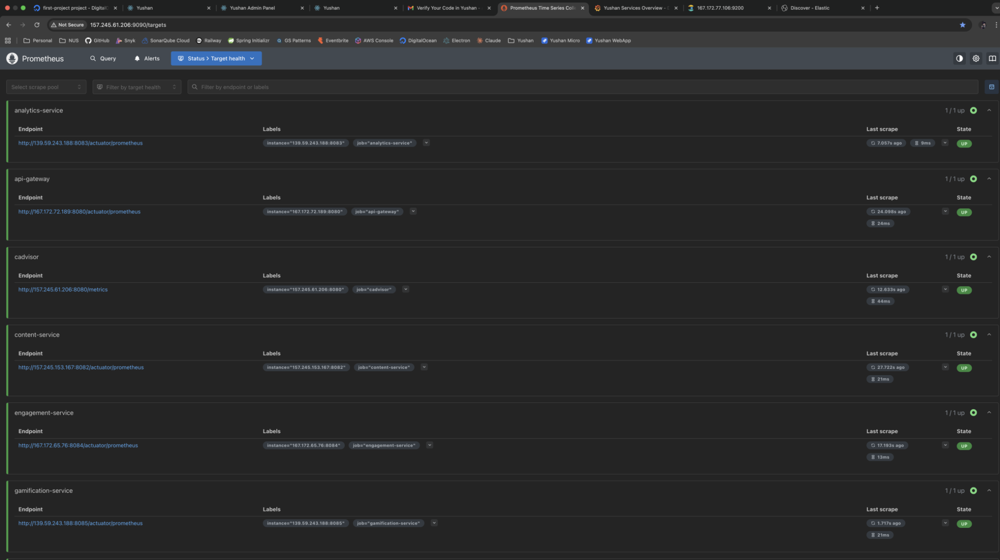 first-project project - DigitalO
Yushan
Yushan Admin Panel
Yushan
Verify Your Code in Yushan -
Prometheus Time Series Colle
Yushan Services Overview - D
167.172.77.106:9200
Discover - Elastic
Not Secure 157.245.61.206:9090/targets
Personal NUS GitHub Snyk SonarQube Cloud Railway Spring Initializr GS Patterns Eventbrite AWS Console DigitalOcean Electron Claude Yushan Yushan Micro Yushan WebApp
Prometheus Query Alerts Status > Target health
Select scrape pool Filter by target health Filter by endpoint or labels
analytics-service 1 / 1 up
Endpoint Labels Last scrape State
http://139.59.243.188:8083/actuator/prometheus instance="139.59.243.188:8083" job="analytics-service" 7.057s ago 9ms UP
api-gateway 1 / 1 up
Endpoint Labels Last scrape State
http://167.172.72.189:8080/actuator/prometheus instance="167.172.72.189:8080" job="api-gateway" 24.098s ago UP
24ms
cadvisor 1 / 1 up
Endpoint Labels Last scrape State
http://157.245.61.206:8080/metrics instance="157.245.61.206:8080" job="cadvisor" 12.633s ago UP
44ms
content-service 1 / 1 up
Endpoint Labels Last scrape State
http://157.245.153.167:8082/actuator/prometheus instance="157.245.153.167:8082" job="content-service" 27.722s ago UP
21ms
engagement-service 1 / 1 up
Endpoint Labels Last scrape State
http://167.172.65.76:8084/actuator/prometheus instance="167.172.65.76:8084" job="engagement-service" 17.193s ago UP
13ms
gamification-service 1 / 1 up
Endpoint Labels Last scrape State
http://139.59.243.188:8085/actuator/prometheus instance="139.59.243.188:8085" job="gamification-service" 1.717s ago UP
21ms